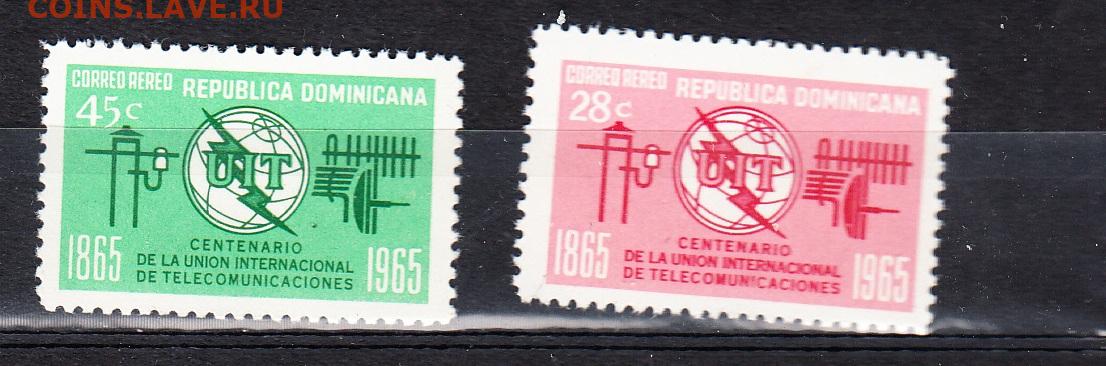 COINS.LAVE.RU
CORREO AEREO REPUBLICA DOMINICANA
45c
UIT
CENTENARIO
1865 DE LA UNION INTERNACIONAL 1965
DE TELECOMUNICACIONES
CORREO AEREO REPUBLICA DOMINICANA
28c
UIT
CENTENARIO
1865 DE LA UNION INTERNACIONAL 1965
DE TELECOMUNICACIONES